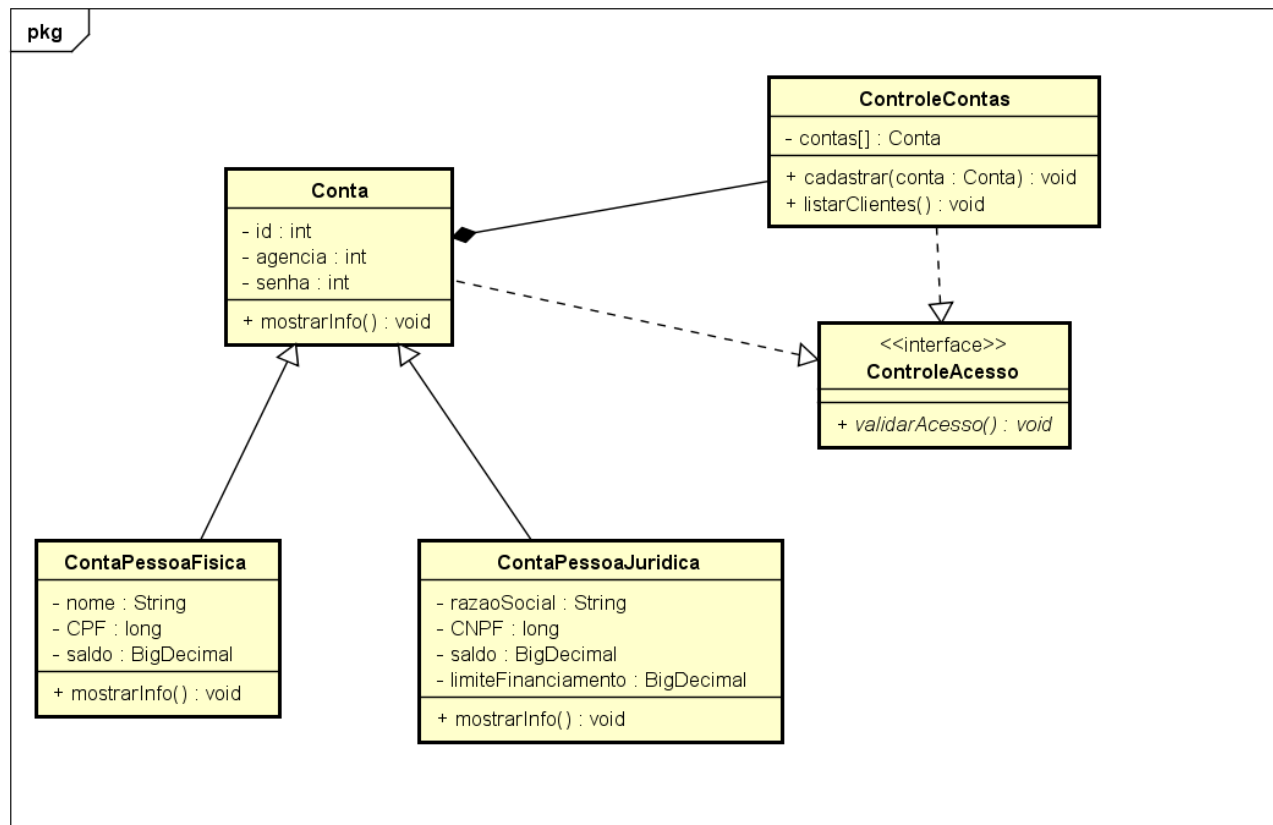 pkg
ControleContas
- contas[] : Conta
+ cadastrar(conta : Conta) : void
+ listarClientes() : void
Conta
- id : int
- agencia : int
- senha : int
+ mostrarInfo() : void
<<interface>>
ControleAcesso
+ validarAcesso() : void
ContaPessoaFisica
- nome : String
- CPF : long
- saldo : BigDecimal
+ mostrarInfo() : void
ContaPessoaJuridica
- razaoSocial : String
- CNPF : long
- saldo : BigDecimal
- limiteFinanciamento : BigDecimal
+ mostrarInfo() : void